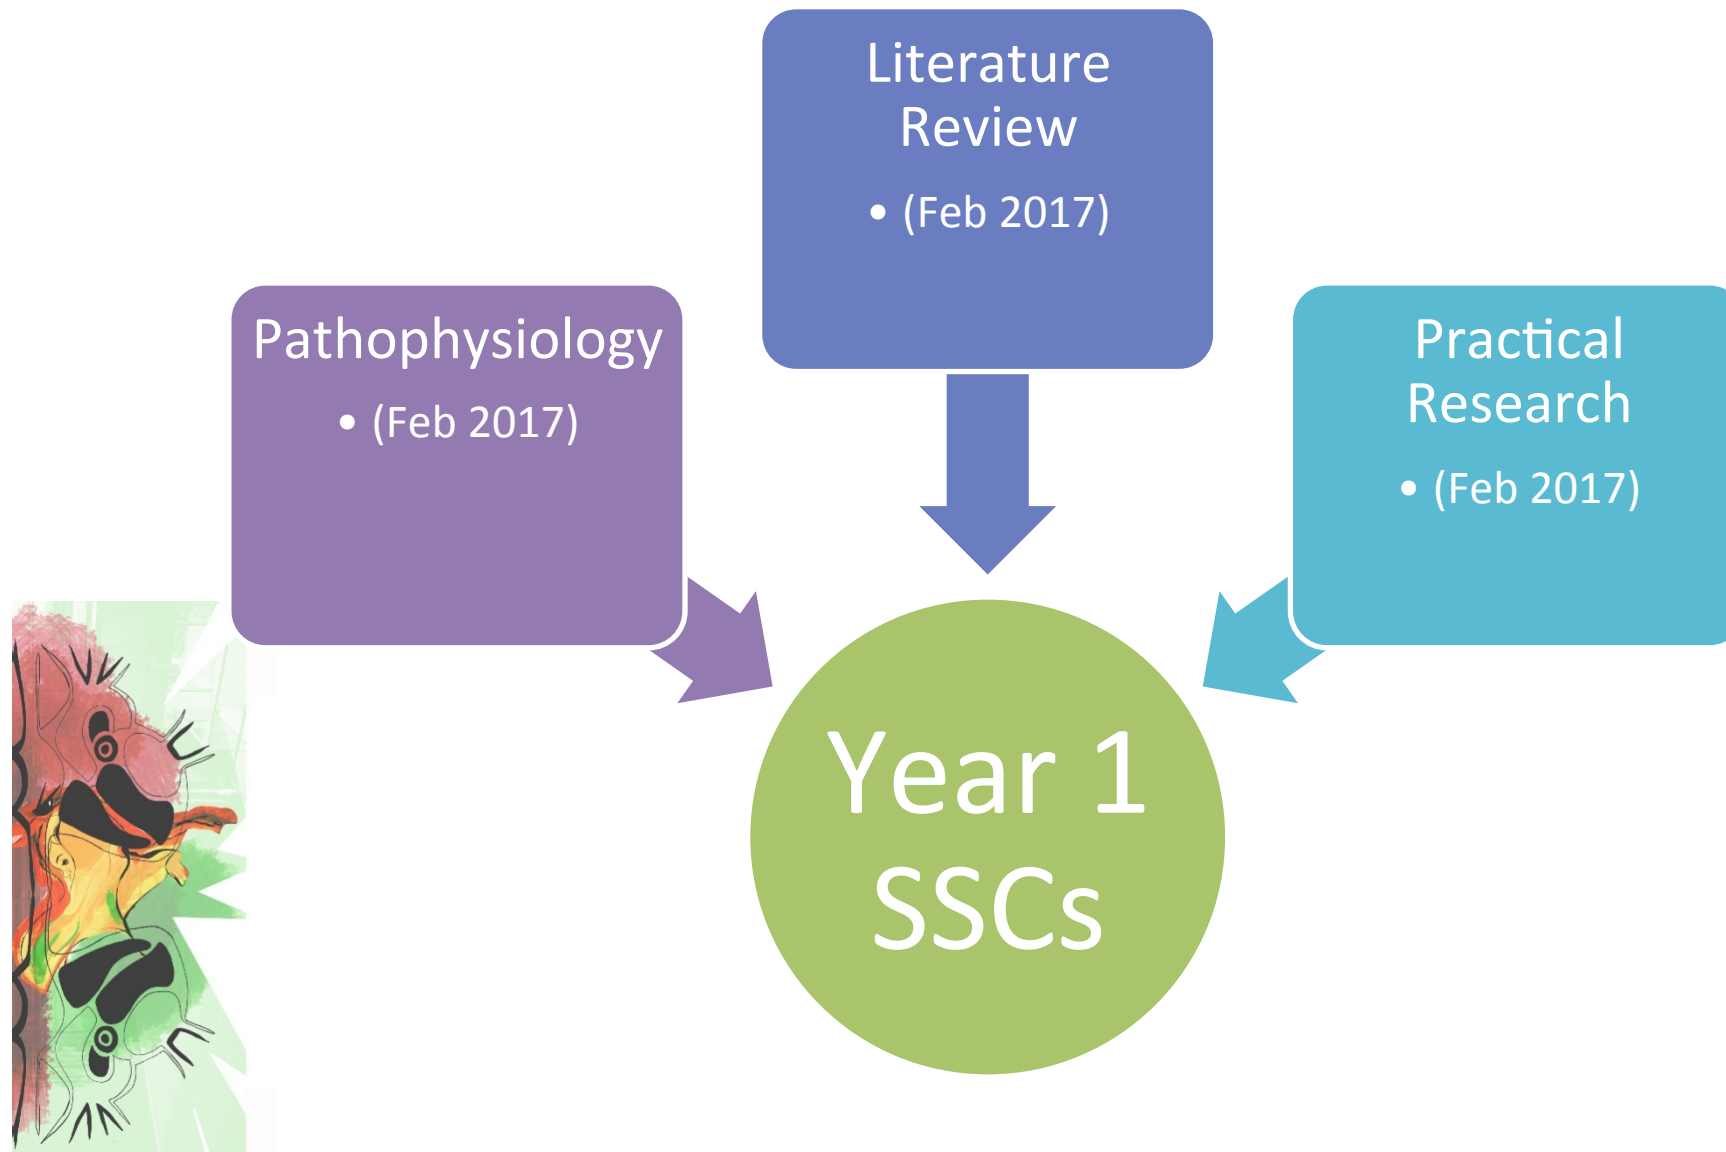 Literature
Review
• (Feb 2017)
Pathophysiology
• (Feb 2017)
Practical
Research
• (Feb 2017)
Year 1
SSCs